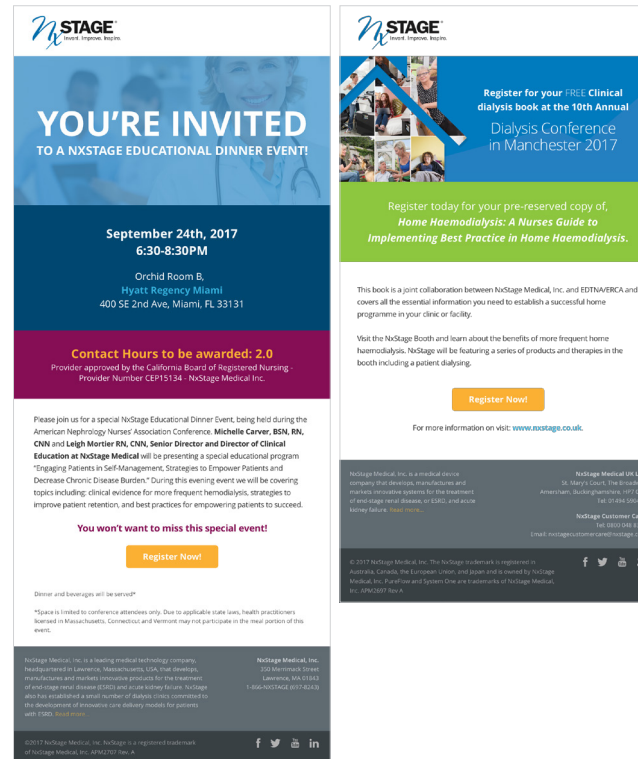 NxSTAGE
Invent. Improve. Inspire.
YOU'RE INVITED
TO A NXSTAGE EDUCATIONAL DINNER EVENT!
September 24th, 2017
6:30-8:30PM
Orchid Room B,
Hyatt Regency Miami
400 SE 2nd Ave, Miami, FL 33131
Contact Hours to be awarded: 2.0
Provider approved by the California Board of Registered Nursing -
Provider Number CEP15134 - NxStage Medical Inc.
Please join us for a special NxStage Educational Dinner Event, being held during the
American Nephrology Nurses' Association Conference. Michelle Carver, BSN, RN,
CNN and Leigh Mortier RN, CNN, Senior Director and Director of Clinical
Education at NxStage Medical will be presenting a special educational program
"Engaging Patients in Self-Management, Strategies to Empower Patients and
Decrease Chronic Disease Burden." During this evening event we will be covering
topics including: clinical evidence for more frequent hemodialysis, strategies to
improve patient retention, and best practices for empowering patients to succeed.
You won't want to miss this special event!
Register Now!
Dinner and beverages will be served*
*Space is limited to conference attendees only. Due to applicable state laws, health practitioners
licensed in Massachusetts, Connecticut and Vermont may not participate in the meal portion of this
event.
NxStage Medical, Inc. is a leading medical technology company,
headquartered in Lawrence, Massachusetts, USA, that develops,
manufactures and markets innovative products for the treatment
of end-stage renal disease (ESRD) and acute kidney failure. NxStage
also has established a small number of dialysis clinics committed to
the development of innovative care delivery models for patients
with ESRD. Read more...
NxStage Medical, Inc.
350 Merrimack Street
Lawrence, MA 01843
1-866-NXSTAGE (697-8243)
©2017 NxStage Medical, Inc. NxStage is a registered trademark
of NxStage Medical, Inc. APM2707 Rev. A
NxSTAGE
Invent. Improve. Inspire.
Register for your FREE Clinical
dialysis book at the 10th Annual
Dialysis Conference
in Manchester 2017
Register today for your pre-reserved copy of,
Home Haemodialysis: A Nurses Guide to
Implementing Best Practice in Home Haemodialysis.
This book is a joint collaboration between NxStage Medical, Inc. and EDTNA/ERCA and
covers all the essential information you need to establish a successful home
programme in your clinic or facility.
Visit the NxStage Booth and learn about the benefits of more frequent home
haemodialysis. NxStage will be featuring a series of products and therapies in the
booth including a patient dialysing.
Register Now!
For more information on visit: www.nxstage.co.uk.
NxStage Medical, Inc. is a medical device
company that develops, manufactures and
markets innovative systems for the treatment
of end-stage renal disease, or ESRD, and acute
kidney failure. Read more...
NxStage Medical UK
St. Mary's Court, The
Amersham, Buckinghamshire, HP7
Tel: 01494
NxStage Customer
Tel: 0800 048
Email: nxstagecustomercare@nxstage.
© 2017 NxStage Medical, Inc. The NxStage trademark is registered in
Australia, Canada, the European Union, and Japan and is owned by NxStage
Medical, Inc. PureFlow and System One are trademarks of NxStage Medical,
Inc. APM2697 Rev A